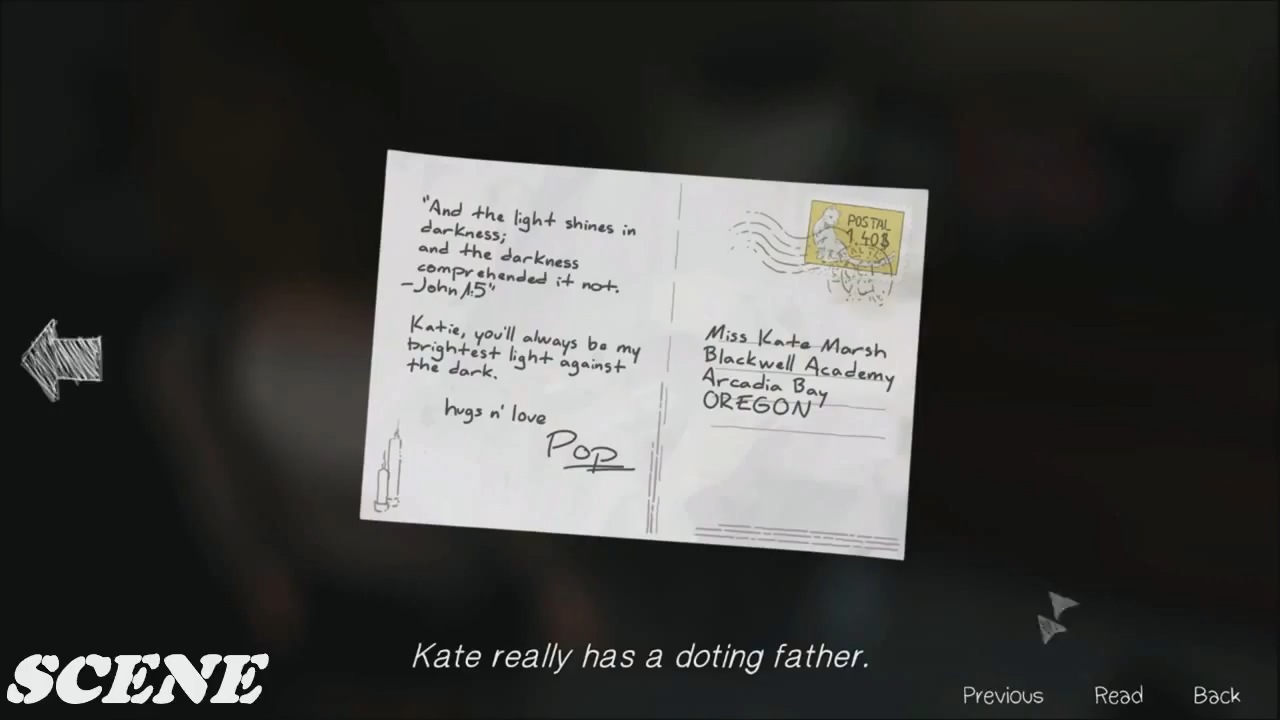 "And the light shines in
darkness;
and the darkness
comprehended it not.
-John 1:5"
Katie, you'll always be my
brightest light against
the dark.
hugs n' love
Pop
POSTAL
1.40$
Miss Kate Marsh
Blackwell Academy
Arcadia Bay
OREGON
Kate really has a doting father.
SCENE
Previous Read Back